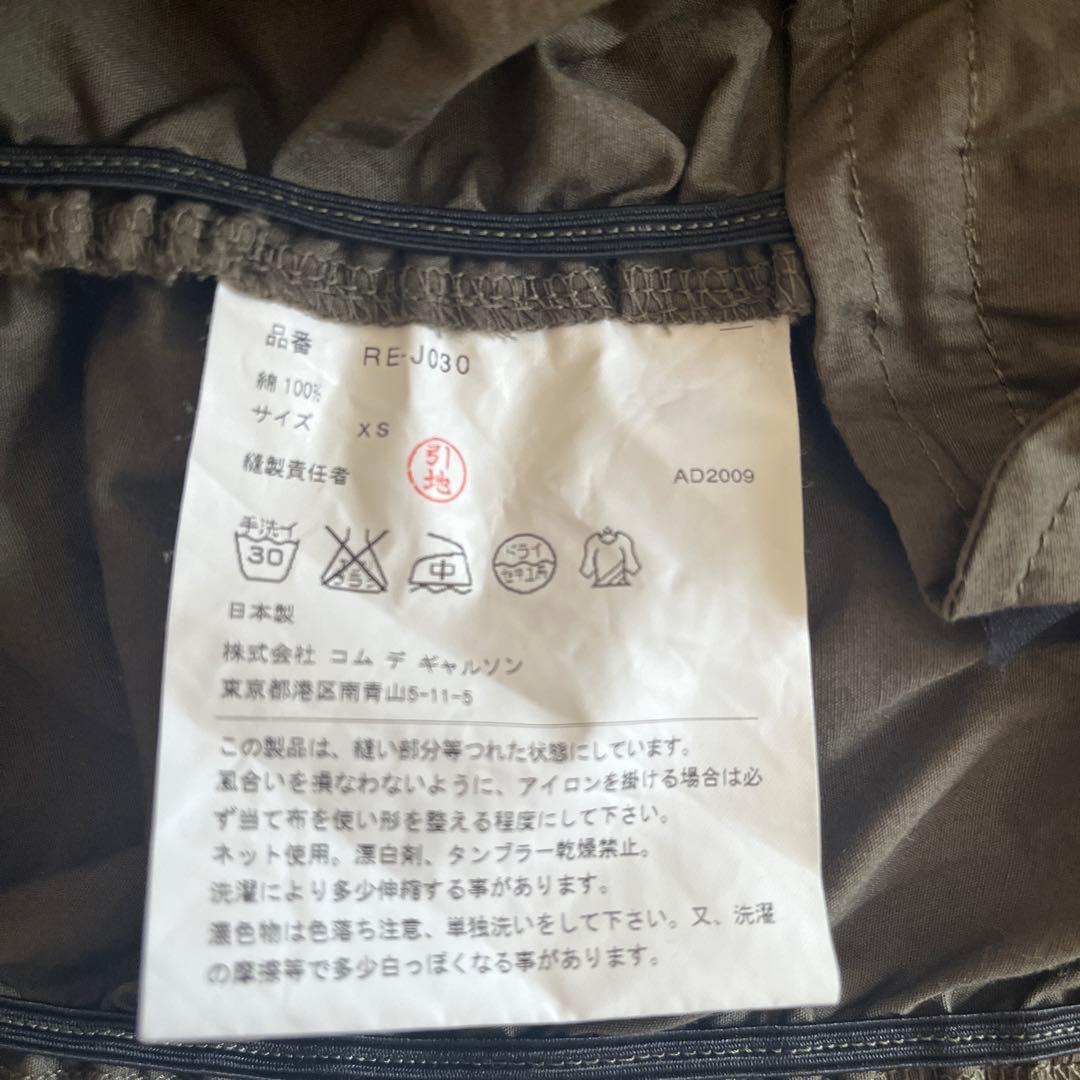 品番 RE-J030
綿 100%
サイズ XS
縫製責任者 引地 AD2009
手洗イ
30
エンソサラシ
中
ドライ
セキユ系
日本製
株式会社 コム デ ギャルソン
東京都港区南青山5-11-5
この製品は、縫い部分等つれた状態にしています。
風合いを損なわないように、アイロンを掛ける場合は必
ず当て布を使い形を整える程度にして下さい。
ネット使用。漂白剤、タンブラー乾燥禁止。
洗濯により多少伸縮する事があります。
濃色物は色落ち注意、単独洗いをして下さい。又、洗濯
の摩擦等で多少白っぽくなる事があります。